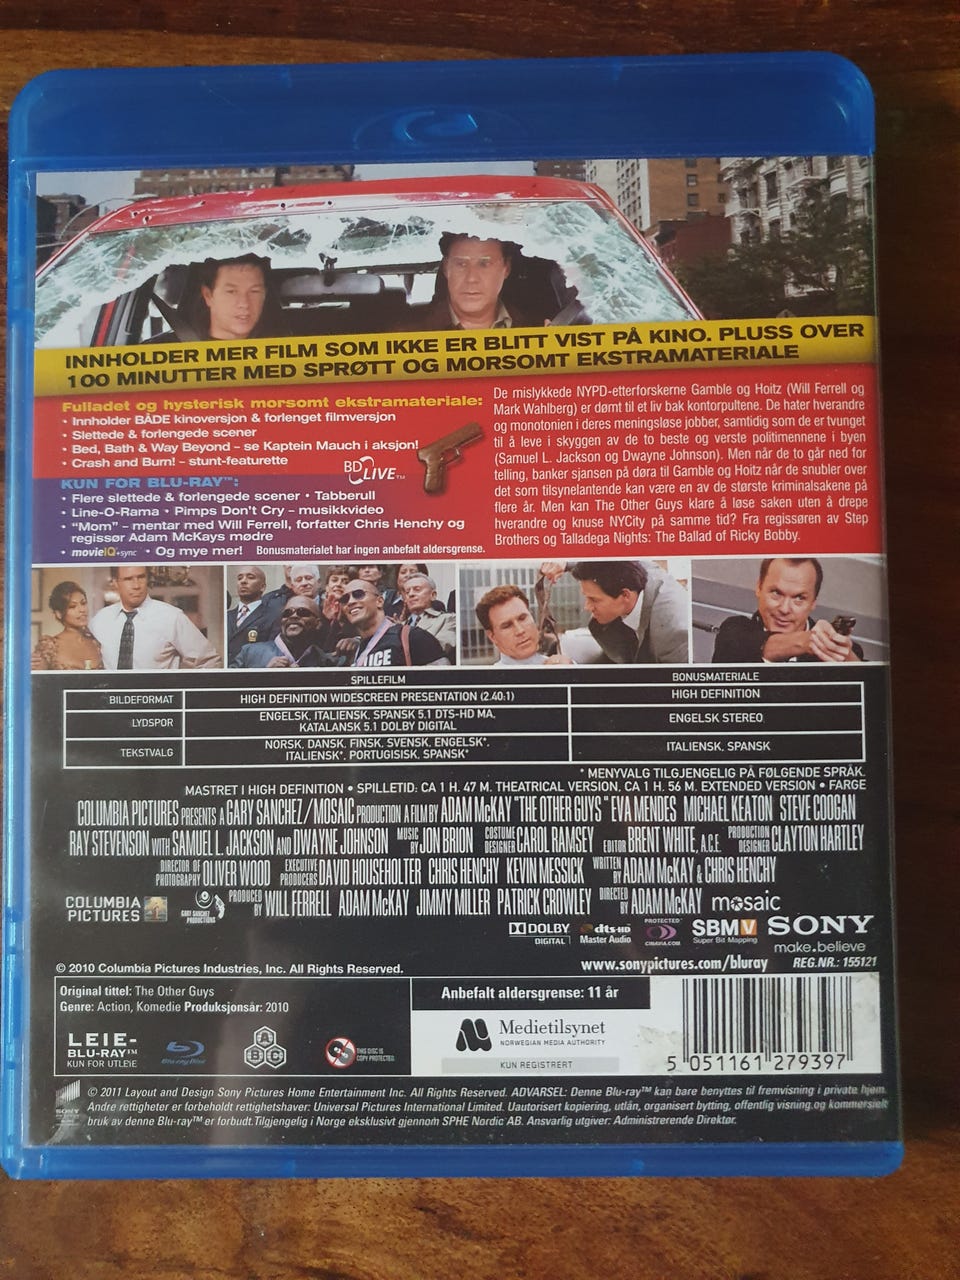 INNHOLDER MER FILM SOM IKKE ER BLITT VIST PÅ KINO. PLUSS OVER
100 MINUTTER MED SPRØTT OG MORSOMT EKSTRAMATERIALE
Fulladet og hysterisk morsomt ekstramateriale:
• Innholder BÅDE kinoversjon & forlenget filmversjon
• Slettede & forlengede scener
• Bed, Bath & Way Beyond – se Kaptein Mauch i aksjon!
• Crash and Burn! – stunt-featurette
BD LIVE™
KUN FOR BLU-RAY™:
• Flere slettede & forlengede scener • Tabberull
• Line-O-Rama • Pimps Don't Cry – musikkvideo
• "Mom" – mentar med Will Ferrell, forfatter Chris Henchy og
regissør Adam McKays mødre
• movieIQ+sync • Og mye mer! Bonusmaterialet har ingen anbefalt aldersgrense.
De mislykkede NYPD-etterforskerne Gamble og Hoitz (Will Ferrell og
Mark Wahlberg) er dømt til et liv bak kontorpultene. De hater hverandre
og monotonien i deres meningsløse jobber, samtidig som de er tvunget
til å leve i skyggen av de to beste og verste politimennene i byen
(Samuel L. Jackson og Dwayne Johnson). Men når de to går ned for
telling, banker sjansen på døra til Gamble og Hoitz når de snubler over
det som tilsynelatende kan være en av de største kriminalsakene på
flere år. Men kan The Other Guys klare å løse saken uten å drepe
hverandre og knuse NYCity på samme tid? Fra regissøren av Step
Brothers og Talladega Nights: The Ballad of Ricky Bobby.
LICE
SPILLEFILM BONUSMATERIALE
BILDEFORMAT HIGH DEFINITION WIDESCREEN PRESENTATION (2.40:1) HIGH DEFINITION
LYDSPOR ENGELSK, ITALIENSK, SPANSK 5.1 DTS-HD MA,
KATALANSK 5.1 DOLBY DIGITAL ENGELSK STEREO
TEKSTVALG NORSK, DANSK, FINSK, SVENSK, ENGELSK*,
ITALIENSK*, PORTUGISISK, SPANSK* ITALIENSK, SPANSK
* MENYVALG TILGJENGELIG PÅ FØLGENDE SPRÅK.
MASTRET I HIGH DEFINITION • SPILLETID: CA 1 H. 47 M. THEATRICAL VERSION, CA 1 H. 56 M. EXTENDED VERSION • FARGE
COLUMBIA PICTURES PRESENTS A GARY SANCHEZ/MOSAIC PRODUCTION A FILM BY ADAM McKAY "THE OTHER GUYS" EVA MENDES MICHAEL KEATON STEVE COOGAN
RAY STEVENSON WITH SAMUEL L. JACKSON AND DWAYNE JOHNSON MUSIC BY JON BRION COSTUME DESIGNER CAROL RAMSEY EDITOR BRENT WHITE, A.C.E. PRODUCTION DESIGNER CLAYTON HARTLEY
DIRECTOR OF PHOTOGRAPHY OLIVER WOOD EXECUTIVE PRODUCERS DAVID HOUSEHOLTER CHRIS HENCHY KEVIN MESSICK WRITTEN BY ADAM McKAY & CHRIS HENCHY
COLUMBIA PICTURES GARY SANCHEZ PRODUCTIONS PRODUCED BY WILL FERRELL ADAM McKAY JIMMY MILLER PATRICK CROWLEY DIRECTED BY ADAM McKAY mosaic
DOLBY DIGITAL dts-HD Master Audio PROTECTED CINAVIA.COM SBMV Super Bit Mapping SONY
make.believe
www.sonypictures.com/bluray REG.NR.: 155121
© 2010 Columbia Pictures Industries, Inc. All Rights Reserved.
Original tittel: The Other Guys
Genre: Action, Komedie Produksjonsår: 2010
LEIE-
BLU-RAY™
KUN FOR UTLEIE
Blu-ray Disc
ABC
THIS DISC IS
COPY PROTECTED.
Anbefalt aldersgrense: 11 år
Medietilsynet
NORWEGIAN MEDIA AUTHORITY
KUN REGISTRERT
5 051161 279397
© 2011 Layout and Design Sony Pictures Home Entertainment Inc. All Rights Reserved. ADVARSEL: Denne Blu-ray™ kan bare benyttes til fremvisning i private hjem.
Andre rettigheter er forbeholdt rettighetshaver: Universal Pictures International Limited. Uautorisert kopiering, utlån, organisert bytting, offentlig visning og kommersielt
bruk av denne Blu-ray™ er forbudt. Tilgjengelig i Norge eksklusivt gjennom SPHE Nordic AB. Ansvarlig utgiver: Administrerende Direktør.
SONY